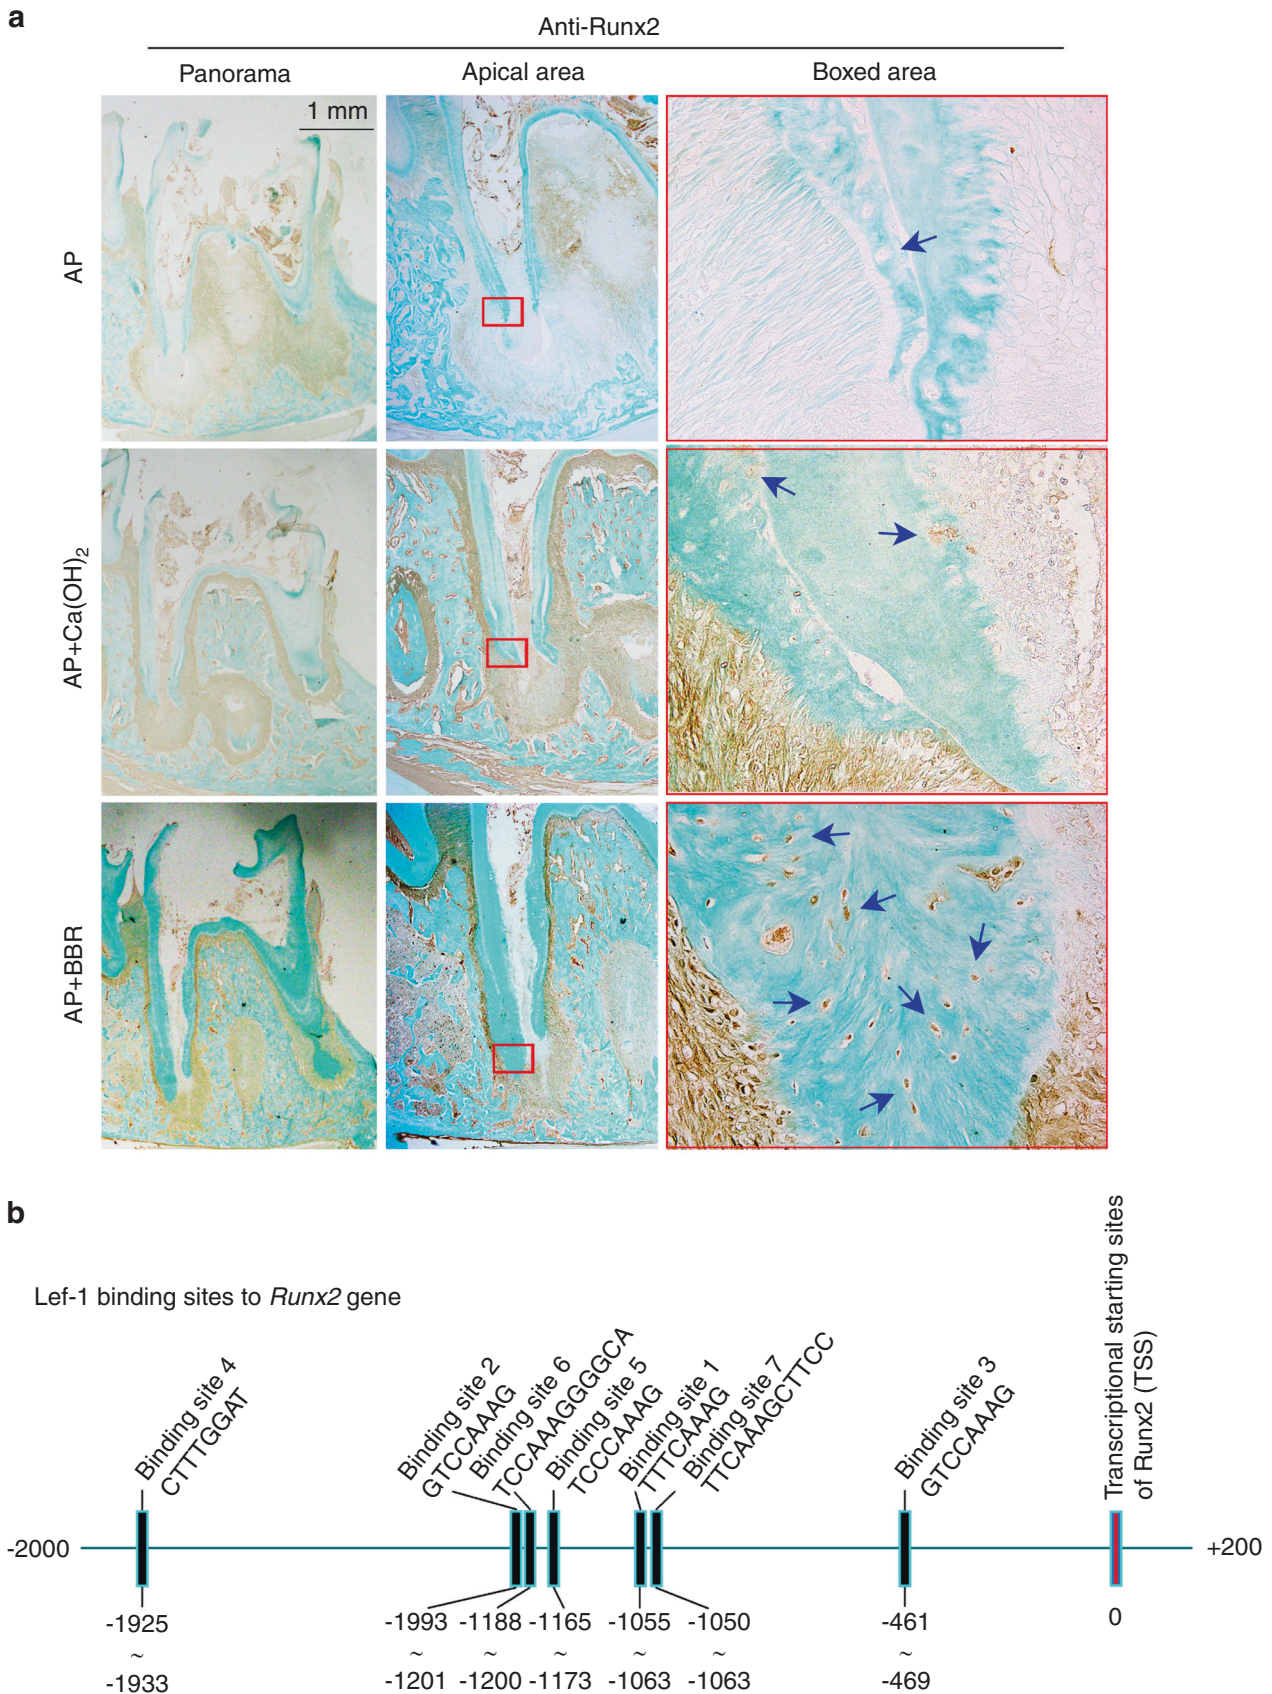 a
Anti-Runx2
Panorama
Apical area
Boxed area
1 mm
AP
AP+Ca(OH)₂
AP+BBR
b
Lef-1 binding sites to Runx2 gene
Binding site 4
CTTTGGAT
Binding site 2
GTCCAAAG
Binding site 6
TCCAAAGGGGCA
Binding site 5
TCCCAAAG
Binding site 1
TTTCAAAG
Binding site 7
TTCAAAGCTTCC
Binding site 3
GTCCAAAG
Transcriptional starting sites
of Runx2 (TSS)
-2000
+200
-1925
~
-1933
-1993
~
-1201
-1188
~
-1200
-1165
~
-1173
-1055
~
-1063
-1050
~
-1063
-461
~
-469
0